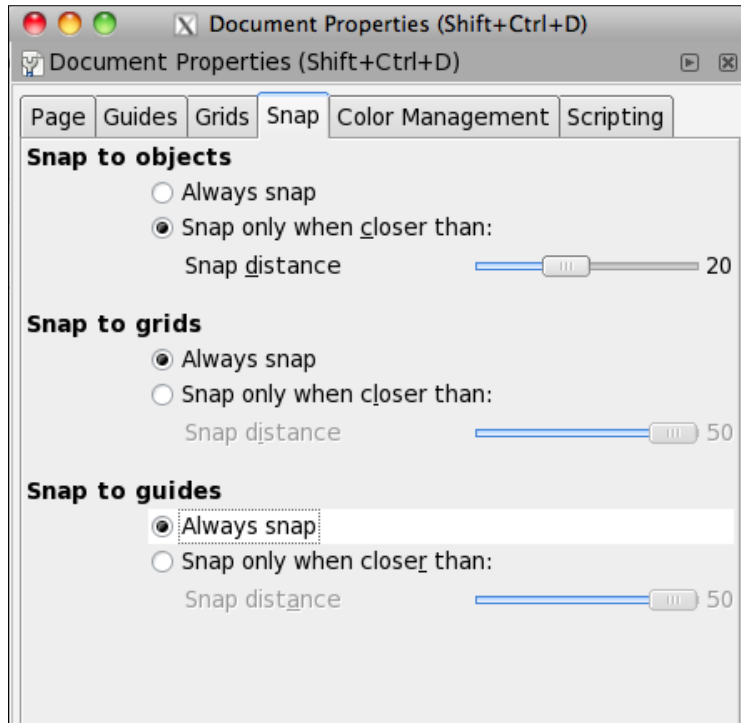 Document Properties (Shift+Ctrl+D)
Document Properties (Shift+Ctrl+D)
Page Guides Grids Snap Color Management Scripting
Snap to objects
Always snap
Snap only when closer than:
Snap distance 20
Snap to grids
Always snap
Snap only when closer than:
Snap distance 50
Snap to guides
Always snap
Snap only when closer than:
Snap distance 50